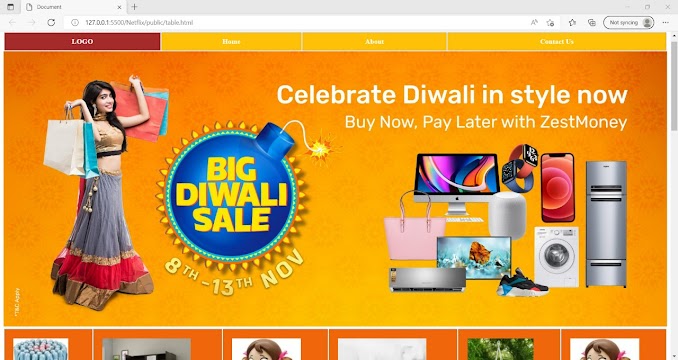 Document
127.0.0.1:5500/Netflix/public/table.html
Not syncing
LOGO
Home
About
Contact Us
Celebrate Diwali in style now
Buy Now, Pay Later with ZestMoney
BIG
DIWALI
SALE
8TH -13TH NOV
*T&C Apply